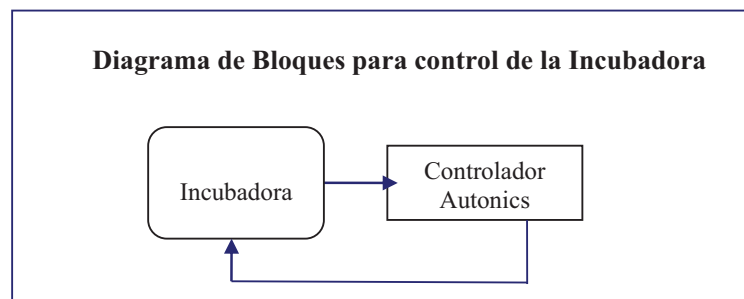 Diagrama de Bloques para control de la Incubadora
Incubadora
Controlador
Autonics